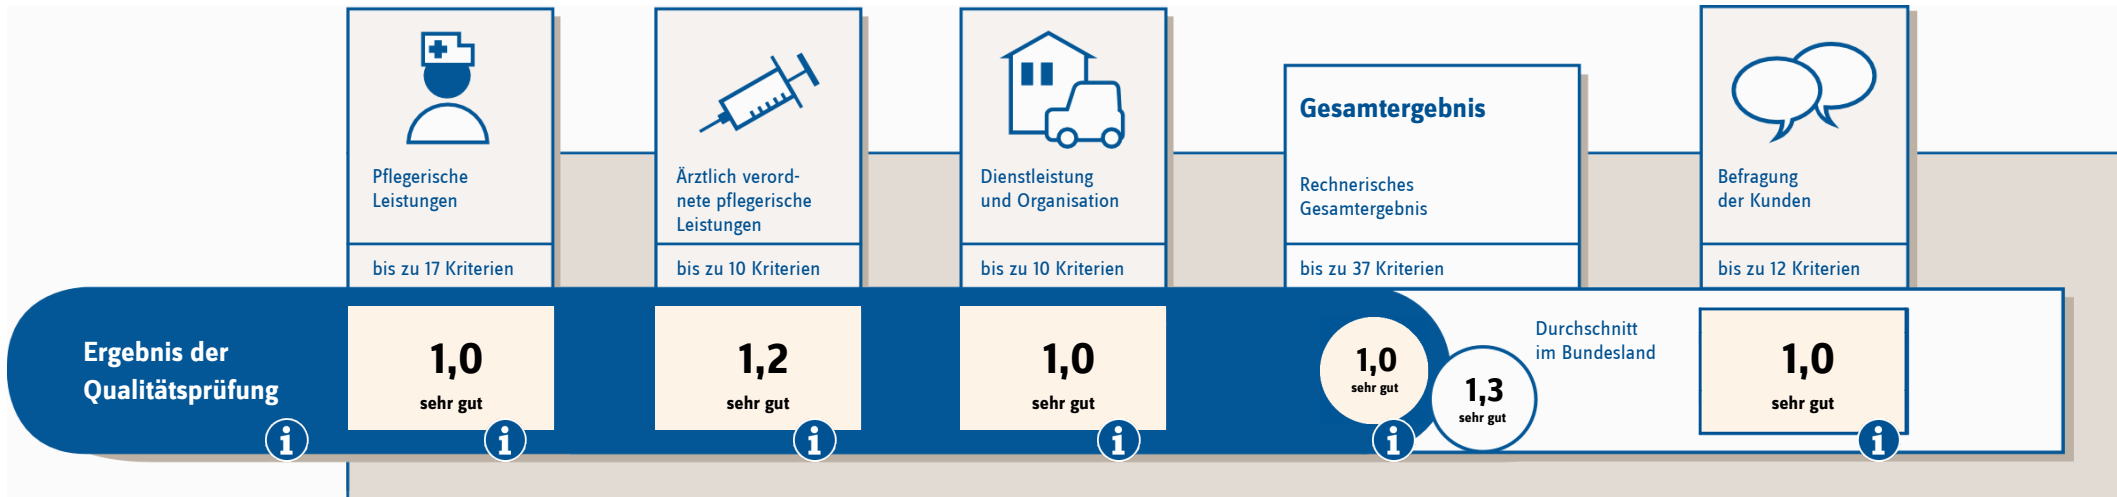 Pflegerische
Leistungen
bis zu 17 Kriterien
Ärztlich verord-
nete pflegerische
Leistungen
bis zu 10 Kriterien
Dienstleistung
und Organisation
bis zu 10 Kriterien
Gesamtergebnis
Rechnerisches
Gesamtergebnis
bis zu 37 Kriterien
Befragung
der Kunden
bis zu 12 Kriterien
Ergebnis der
Qualitätsprüfung
i
1,0
sehr gut
i
1,2
sehr gut
i
1,0
sehr gut
i
1,0
sehr gut
i
1,3
sehr gut
Durchschnitt
im Bundesland
1,0
sehr gut
i